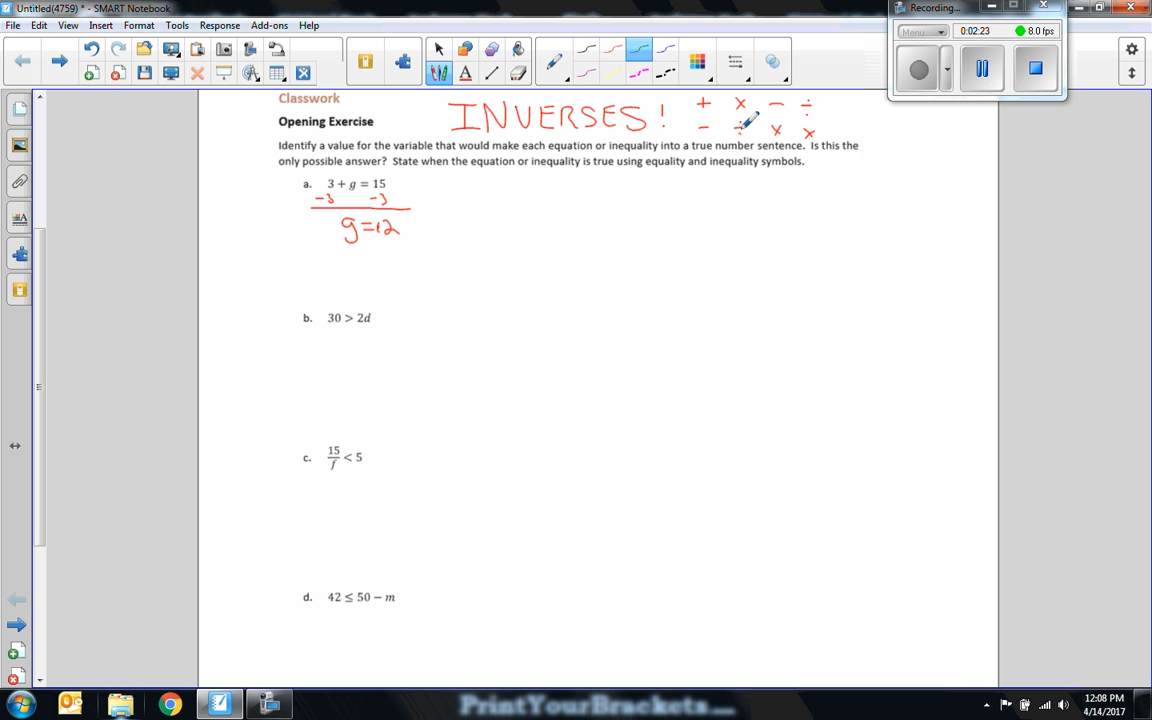 Untitled(4759) * - SMART Notebook
File Edit View Insert Format Tools Response Add-ons Help
Recording...
Menu 0:02:23 8.0 fps
Classwork
INVERSES! + x − ÷
− ÷ x x
Opening Exercise
Identify a value for the variable that would make each equation or inequality into a true number sentence. Is this the
only possible answer? State when the equation or inequality is true using equality and inequality symbols.
a. 3 + g = 15
−3 −3
g=12
b. 30 > 2d
c. 15/f < 5
d. 42 ≤ 50 − m
PrintYourBrackets.com
12:08 PM
4/14/2017